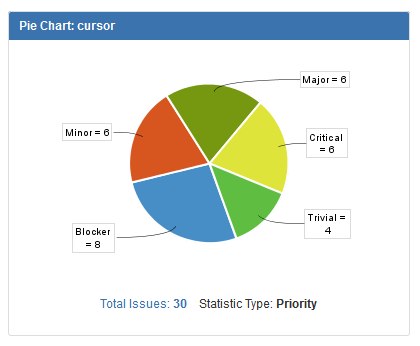 Pie Chart: cursor
Major = 6
Minor = 6
Critical
= 6
Trivial =
4
Blocker
= 8
Total Issues: 30 Statistic Type: Priority